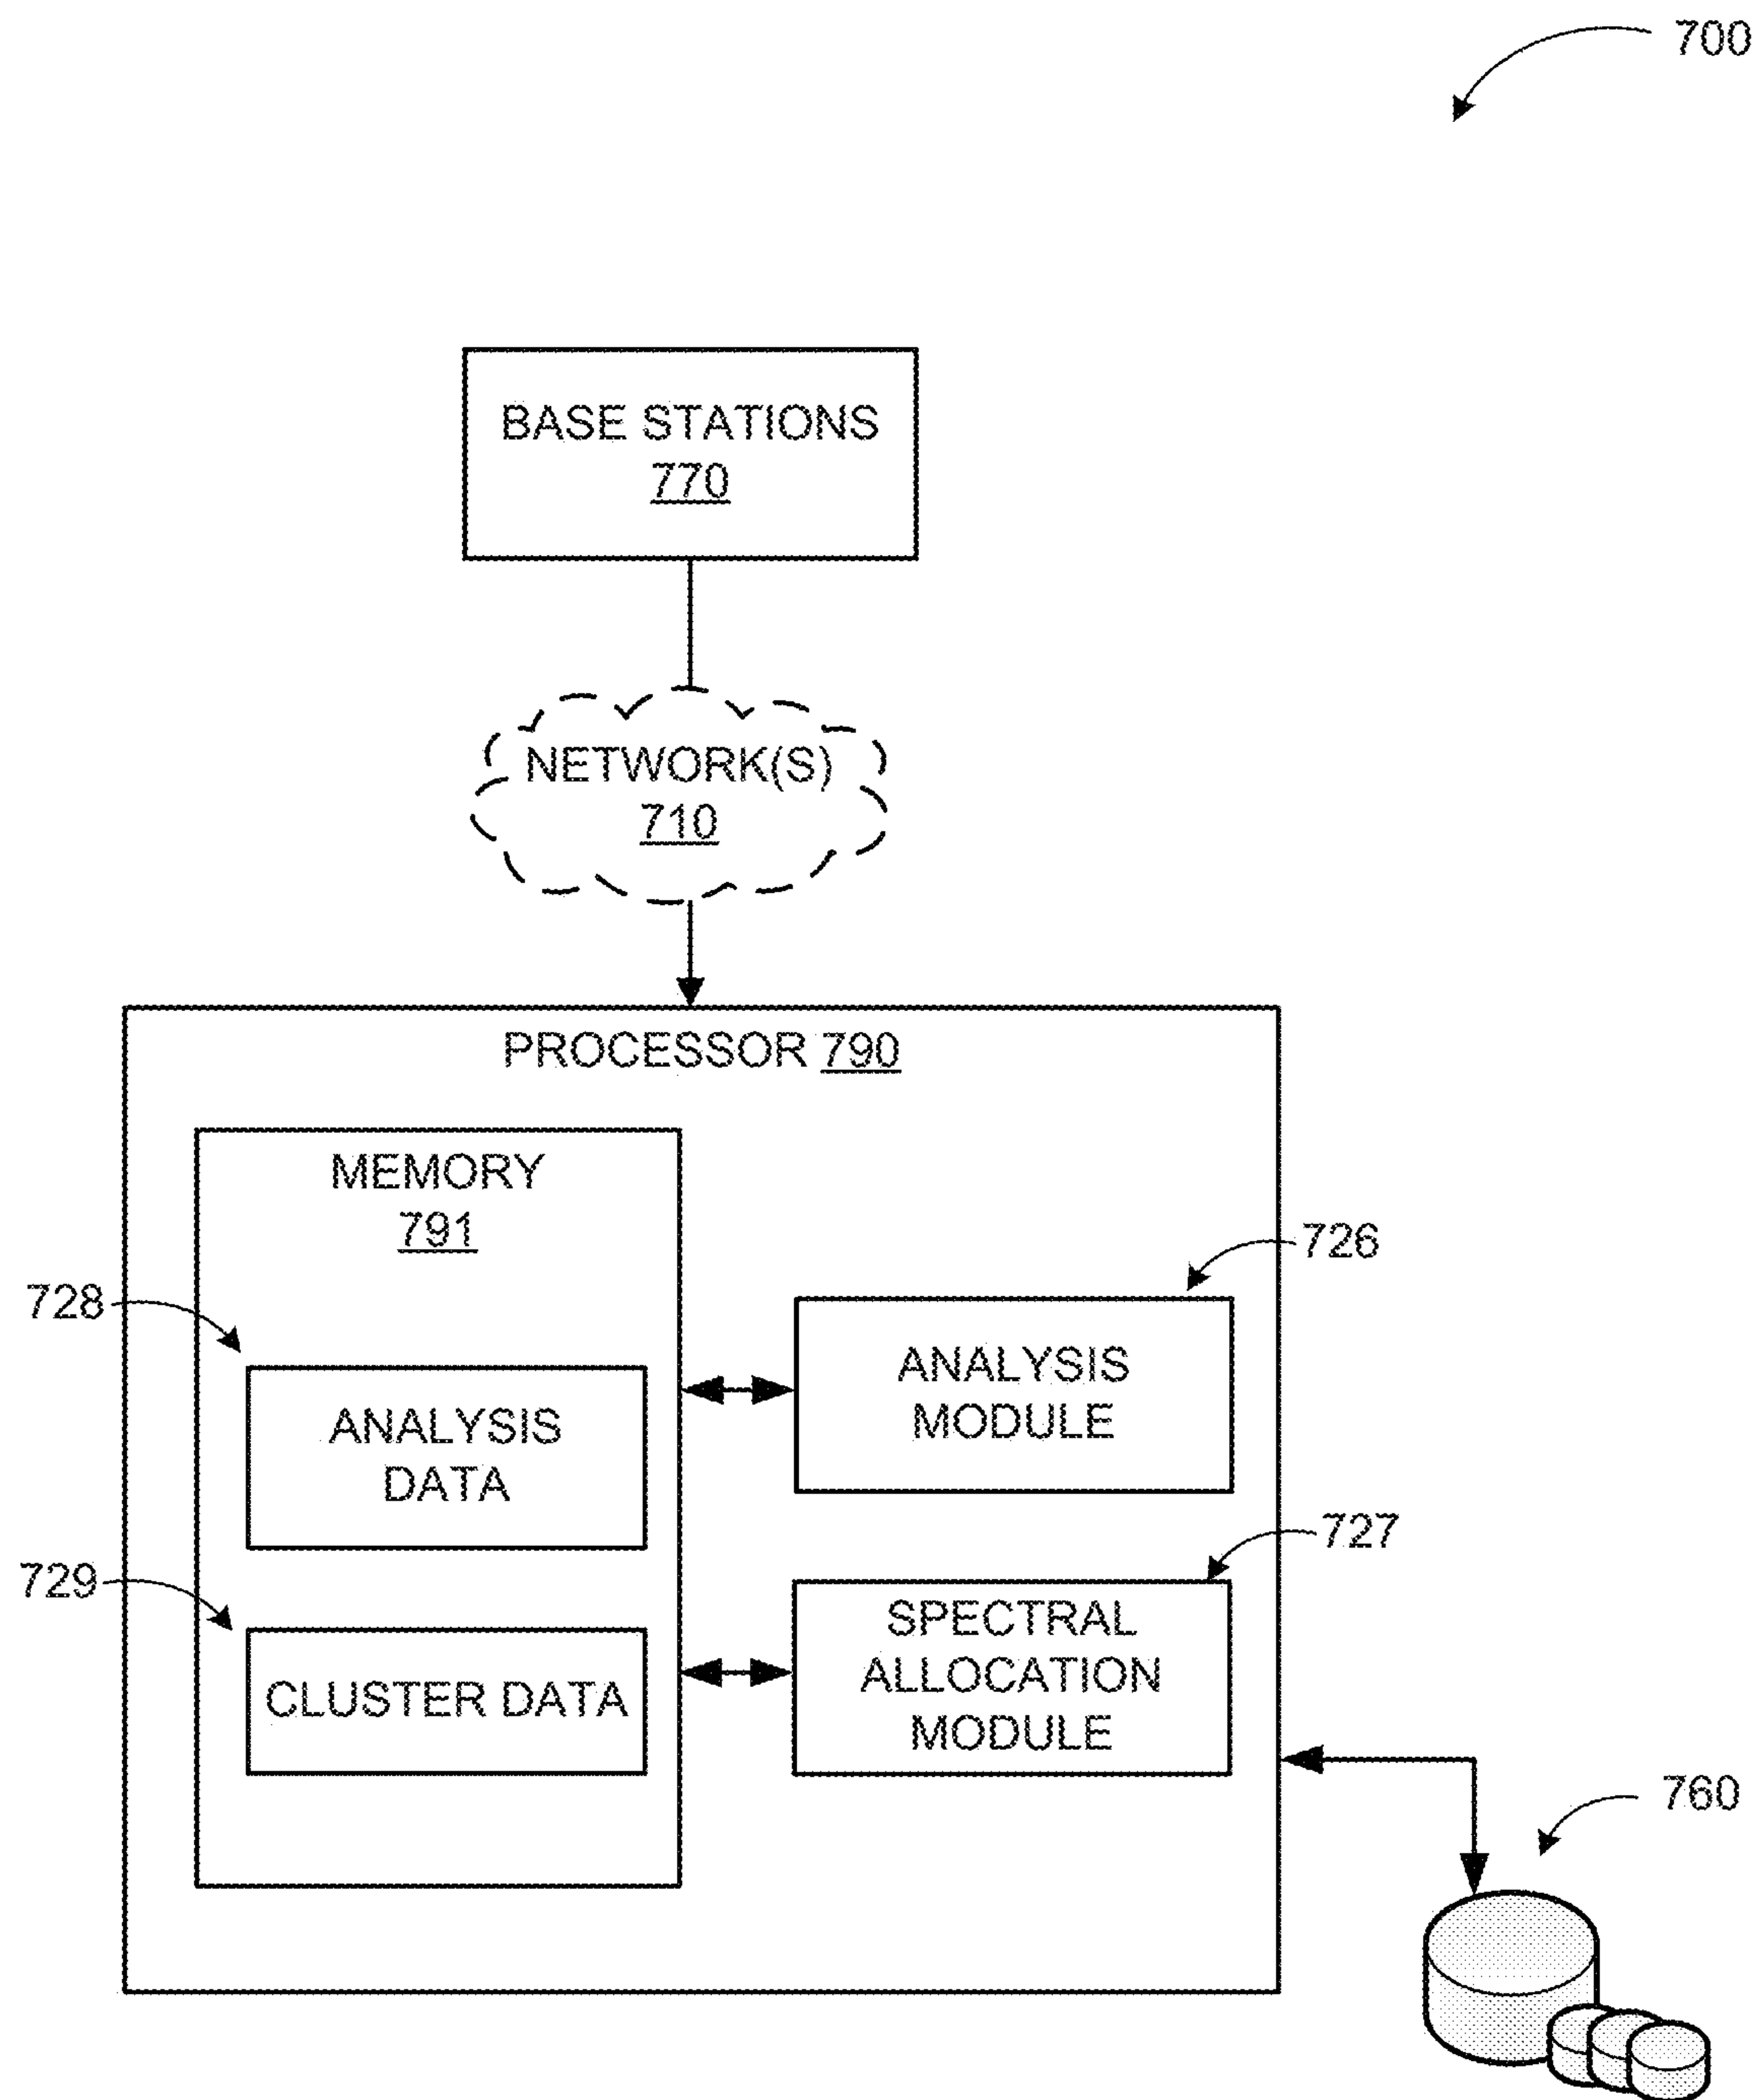 700
BASE STATIONS
770
NETWORK(S)
710
PROCESSOR 790
MEMORY
791
726
728
ANALYSIS
MODULE
ANALYSIS
DATA
727
729
SPECTRAL
ALLOCATION
MODULE
CLUSTER DATA
760